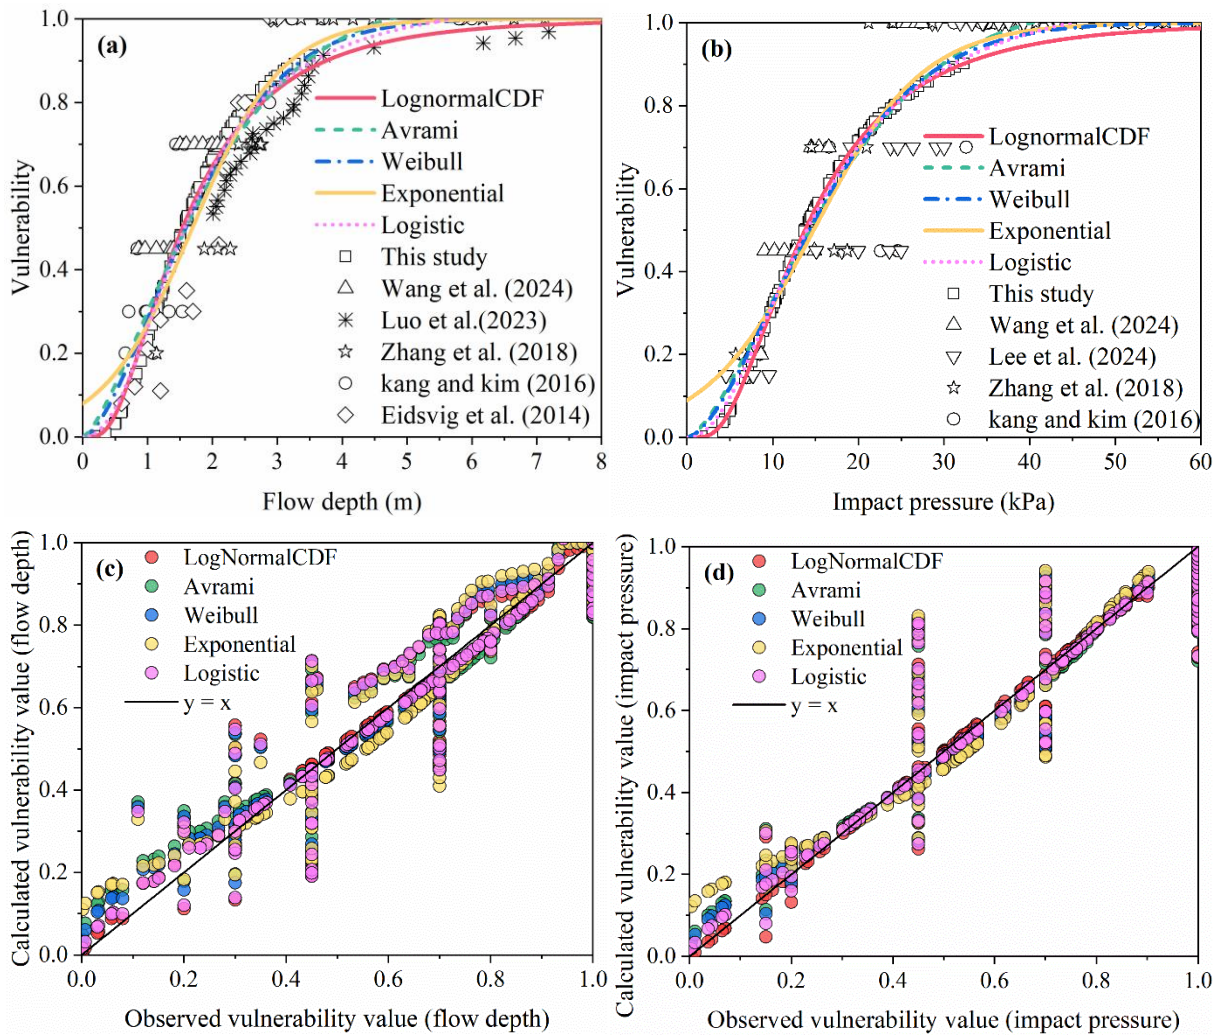 (a)
Vulnerability
1.0
0.8
0.6
0.4
0.2
0.0
LognormalCDF
Avrami
Weibull
Exponential
Logistic
This study
Wang et al. (2024)
Luo et al.(2023)
Zhang et al. (2018)
kang and kim (2016)
Eidsvig et al. (2014)
0 1 2 3 4 5 6 7 8
Flow depth (m)
(b)
Vulnerability
1.0
0.8
0.6
0.4
0.2
0.0
LognormalCDF
Avrami
Weibull
Exponential
Logistic
This study
Wang et al. (2024)
Lee et al. (2024)
Zhang et al. (2018)
kang and kim (2016)
0 10 20 30 40 50 60
Impact pressure (kPa)
(c)
Calculated vulnerability value (flow depth)
1.0
0.8
0.6
0.4
0.2
0.0
LogNormalCDF
Avrami
Weibull
Exponential
Logistic
y = x
0.0 0.2 0.4 0.6 0.8 1.0
Observed vulnerability value (flow depth)
(d)
Calculated vulnerability value (impact pressure)
1.0
0.8
0.6
0.4
0.2
0.0
LogNormalCDF
Avrami
Weibull
Exponential
Logistic
y = x
0.0 0.2 0.4 0.6 0.8 1.0
Observed vulnerability value (impact pressure)